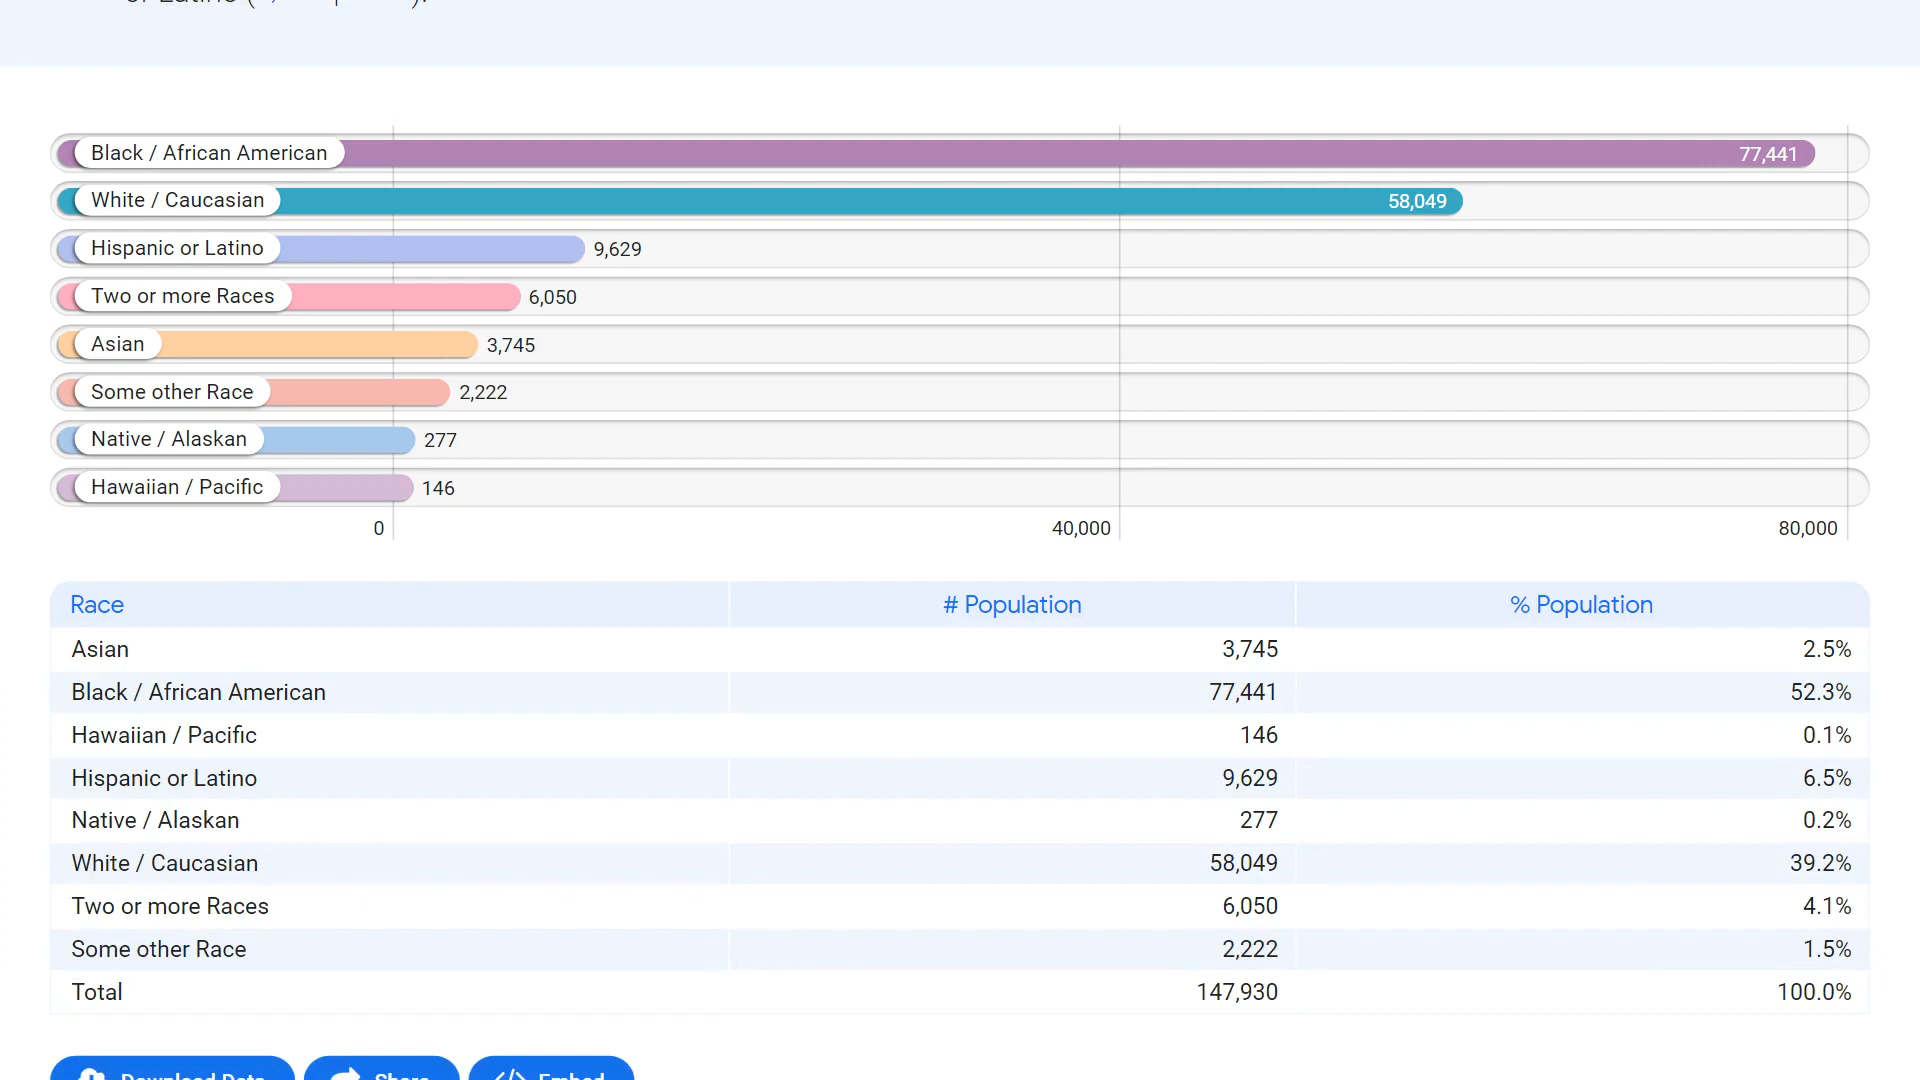 Black / African American 77,441
White / Caucasian 58,049
Hispanic or Latino 9,629
Two or more Races 6,050
Asian 3,745
Some other Race 2,222
Native / Alaskan 277
Hawaiian / Pacific 146
0 40,000 80,000
Race # Population % Population
Asian 3,745 2.5%
Black / African American 77,441 52.3%
Hawaiian / Pacific 146 0.1%
Hispanic or Latino 9,629 6.5%
Native / Alaskan 277 0.2%
White / Caucasian 58,049 39.2%
Two or more Races 6,050 4.1%
Some other Race 2,222 1.5%
Total 147,930 100.0%
Download Data Share Embed